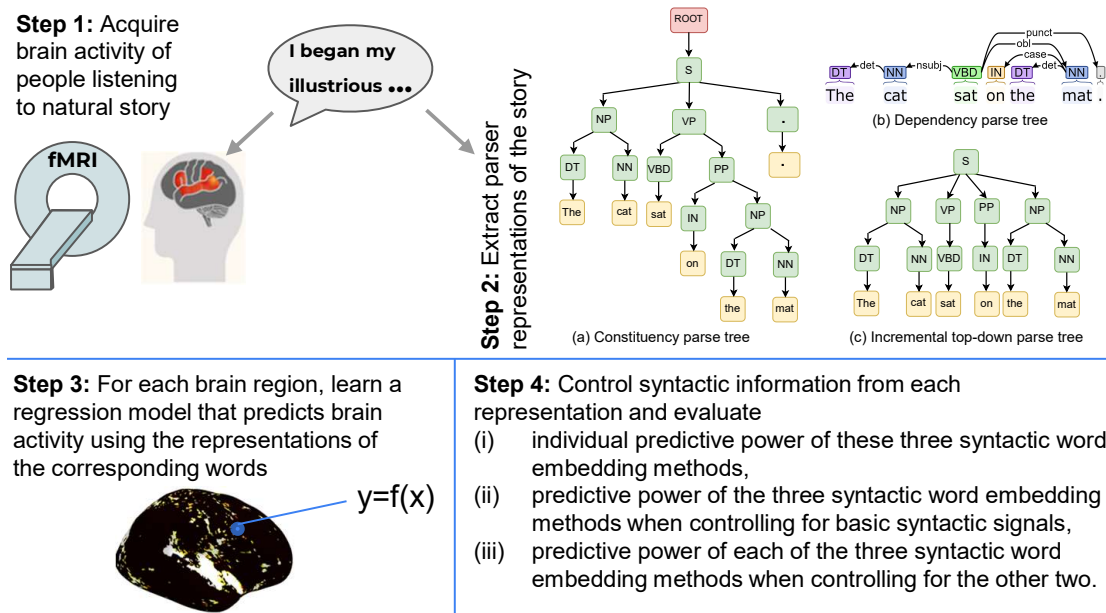 Step 1: Acquire
brain activity of
people listening
to natural story
fMRI
I began my
illustrious ...
Step 2: Extract parser
representations of the story
ROOT
S
NP
VP
.
DT
NN
VBD
PP
.
The
cat
sat
IN
NP
on
DT
NN
the
mat
(a) Constituency parse tree
punct
obl
case
det
nsubj
det
DT
NN
VBD
IN
DT
NN
.
The
cat
sat
on
the
mat
.
(b) Dependency parse tree
S
NP
VP
PP
NP
DT
NN
VBD
IN
DT
NN
The
cat
sat
on
the
mat
(c) Incremental top-down parse tree
Step 3: For each brain region, learn a
regression model that predicts brain
activity using the representations of
the corresponding words
y=f(x)
Step 4: Control syntactic information from each
representation and evaluate
(i) individual predictive power of these three syntactic word
embedding methods,
(ii) predictive power of the three syntactic word embedding
methods when controlling for basic syntactic signals,
(iii) predictive power of each of the three syntactic word
embedding methods when controlling for the other two.